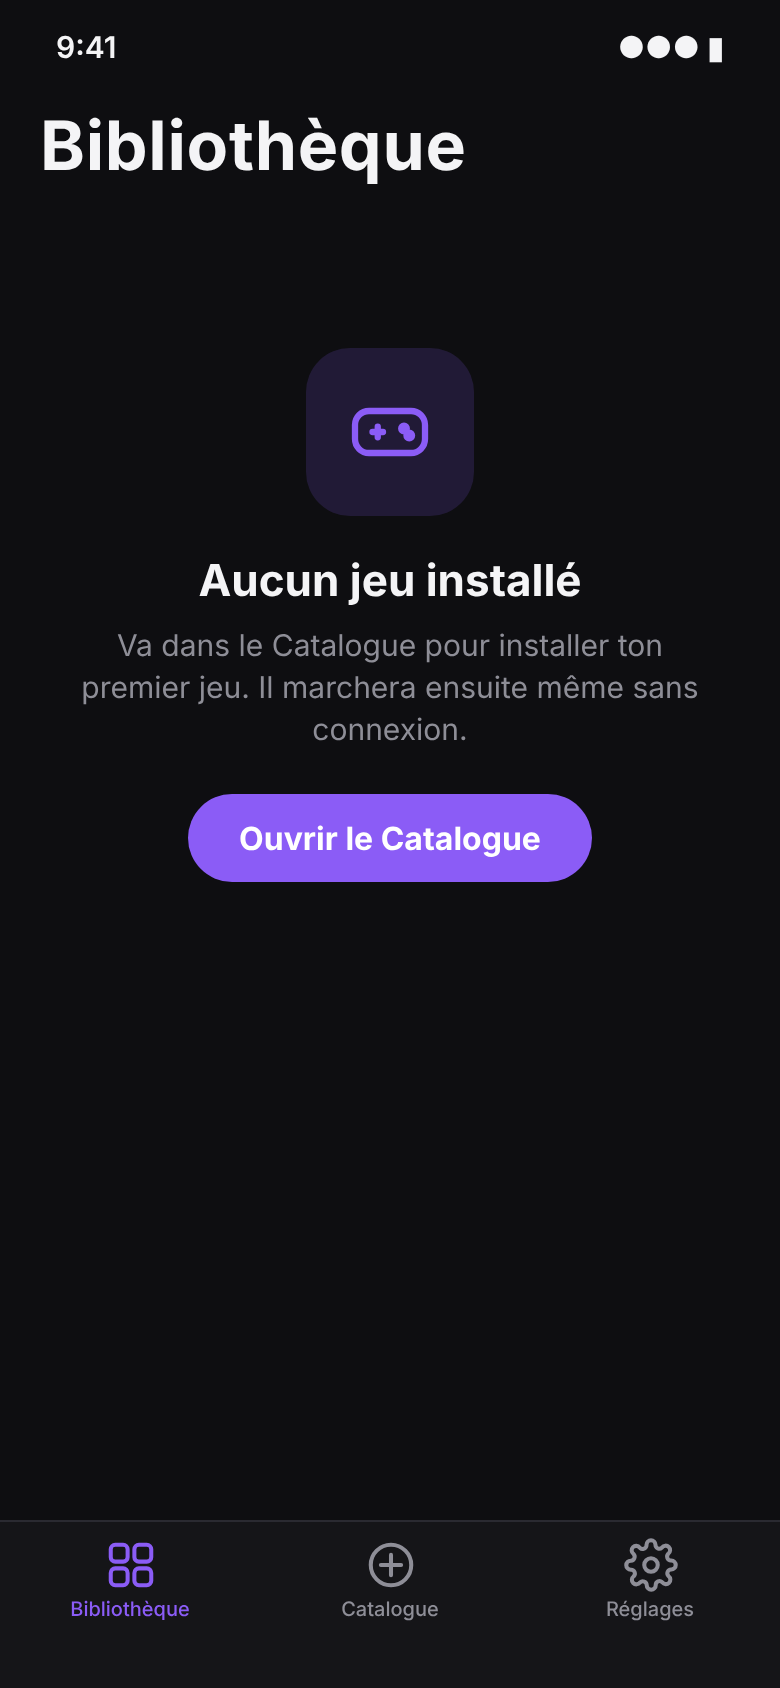 9:41
Bibliothèque
Aucun jeu installé
Va dans le Catalogue pour installer ton
premier jeu. Il marchera ensuite même sans
connexion.
Ouvrir le Catalogue
Bibliothèque
Catalogue
Réglages